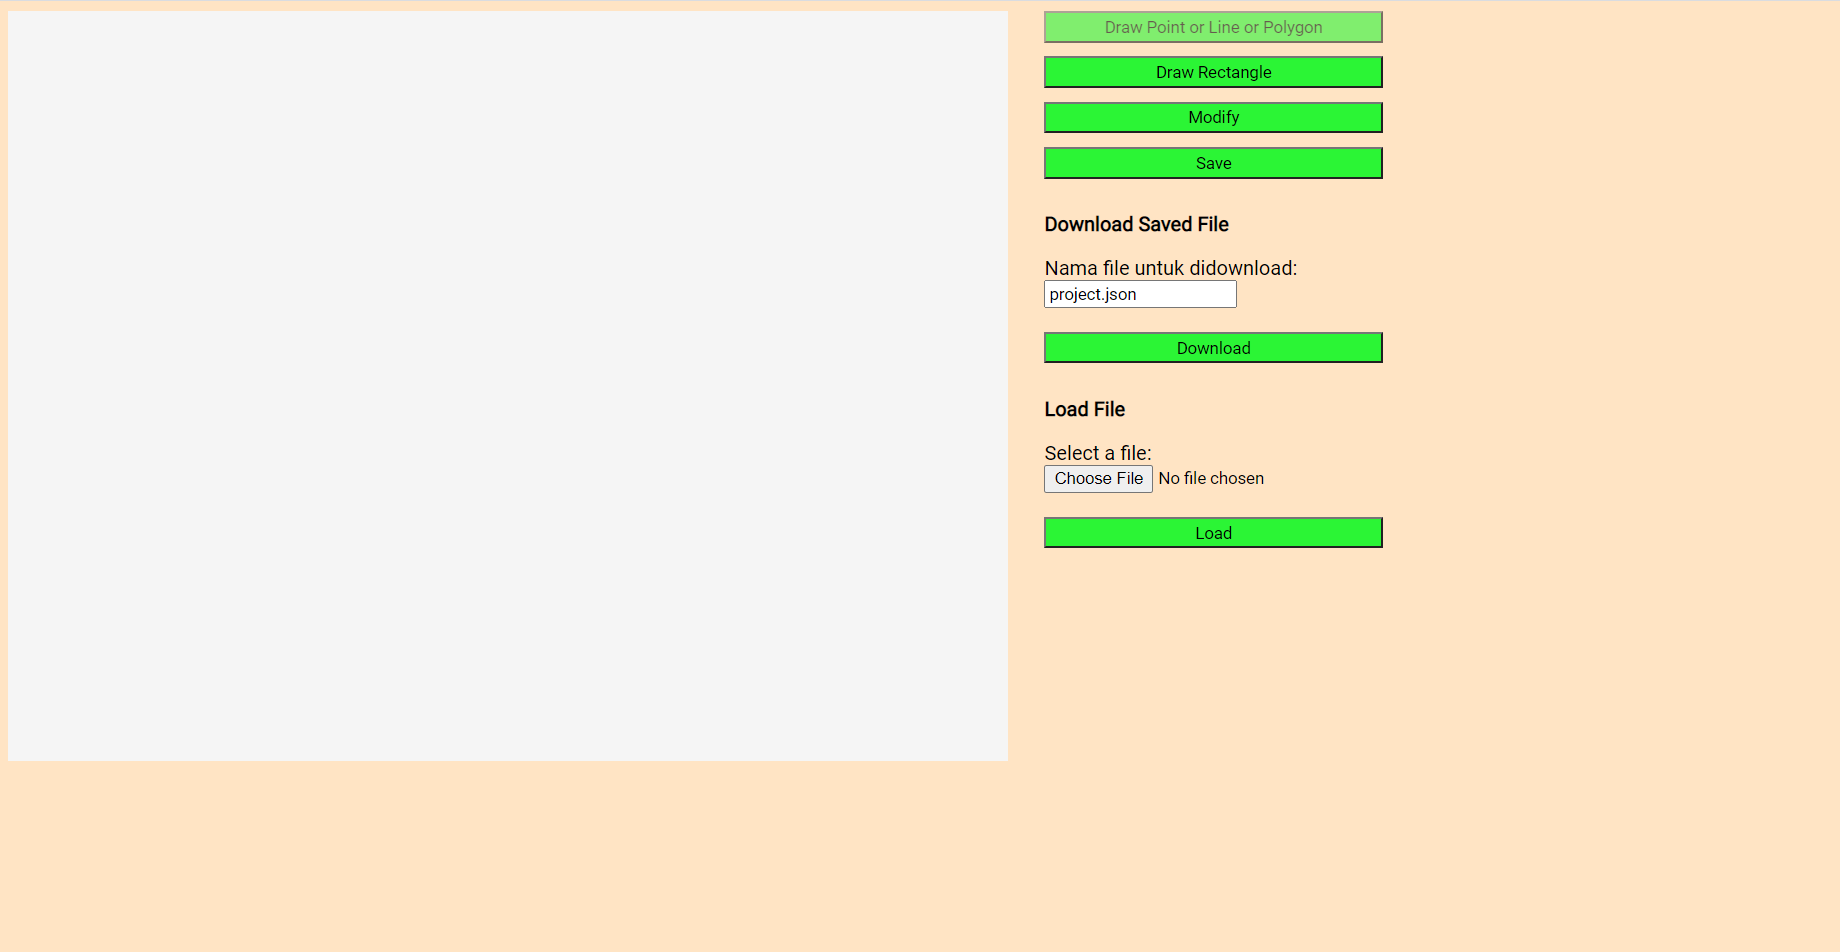 Draw Point or Line or Polygon
Draw Rectangle
Modify
Save
Download Saved File
Nama file untuk didownload:
project.json
Download
Load File
Select a file:
Choose File No file chosen
Load